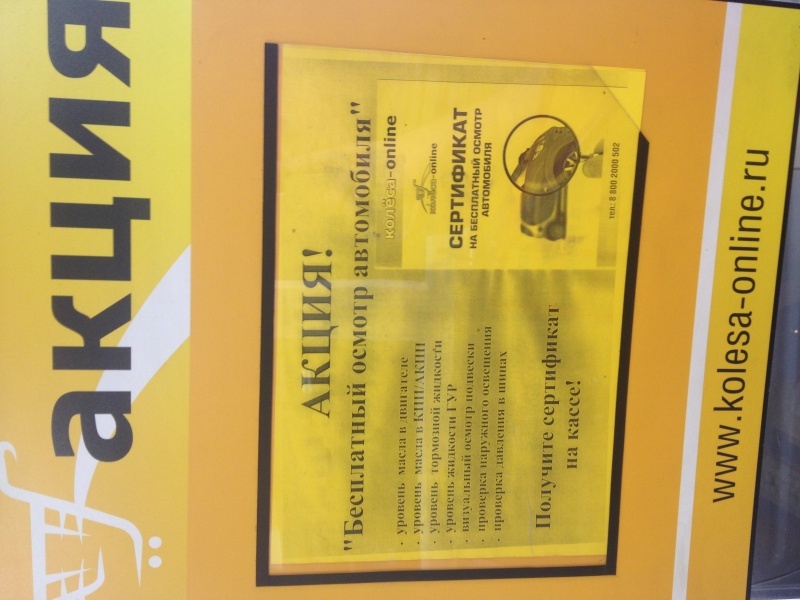 акция
АКЦИЯ!
"Бесплатный осмотр автомобиля"
· уровень масла в двигателе
· уровень масла в КПП/АКПП
· уровень тормозной жидкости
· уровень жидкости ГУР
· визуальный осмотр подвески
· проверка наружного освещения
· проверка давления в шинах
Получите сертификат
на кассе!
колёса-online
колёса-online
СЕРТИФИКАТ
НА БЕСПЛАТНЫЙ ОСМОТР
АВТОМОБИЛЯ
тел.: 8 800 2000 502
www.kolesa-online.ru